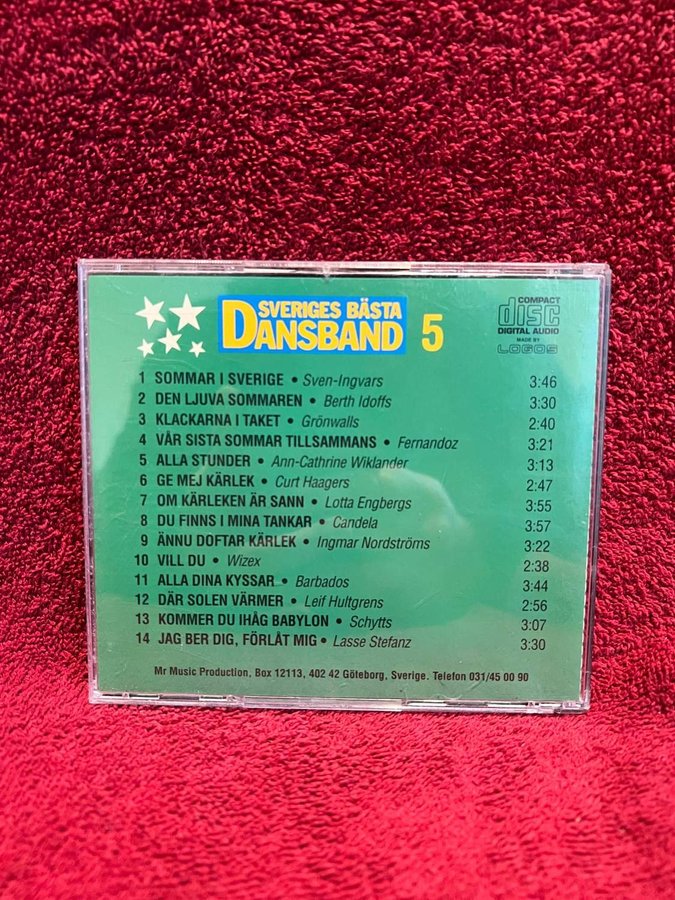 SVERIGES BÄSTA
DANSBAND 5
COMPACT
disc
DIGITAL AUDIO
MADE BY
LOGOS
1 SOMMAR I SVERIGE • Sven-Ingvars 3:46
2 DEN LJUVA SOMMAREN • Berth Idoffs 3:30
3 KLACKARNA I TAKET • Grönwalls 2:40
4 VÅR SISTA SOMMAR TILLSAMMANS • Fernandoz 3:21
5 ALLA STUNDER • Ann-Cathrine Wiklander 3:13
6 GE MEJ KÄRLEK • Curt Haagers 2:47
7 OM KÄRLEKEN ÄR SANN • Lotta Engbergs 3:55
8 DU FINNS I MINA TANKAR • Candela 3:57
9 ÄNNU DOFTAR KÄRLEK • Ingmar Nordströms 3:22
10 VILL DU • Wizex 2:38
11 ALLA DINA KYSSAR • Barbados 3:44
12 DÄR SOLEN VÄRMER • Leif Hultgrens 2:56
13 KOMMER DU IHÅG BABYLON • Schytts 3:07
14 JAG BER DIG, FÖRLÅT MIG • Lasse Stefanz 3:30
Mr Music Production, Box 12113, 402 42 Göteborg, Sverige. Telefon 031/45 00 90